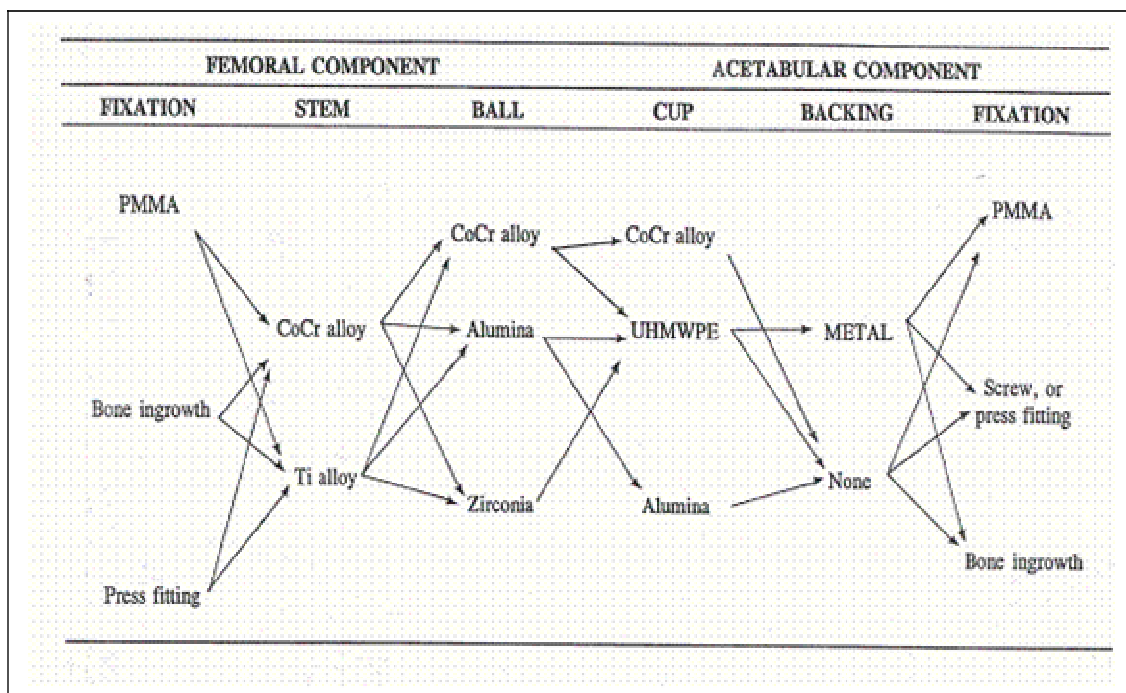 FEMORAL COMPONENT ACETABULAR COMPONENT
FIXATION STEM BALL CUP BACKING FIXATION
PMMA PMMA
CoCr alloy CoCr alloy
CoCr alloy Alumina UHMWPE METAL
Bone ingrowth Screw, or
press fitting
Ti alloy None
Zirconia Alumina
Bone ingrowth
Press fitting